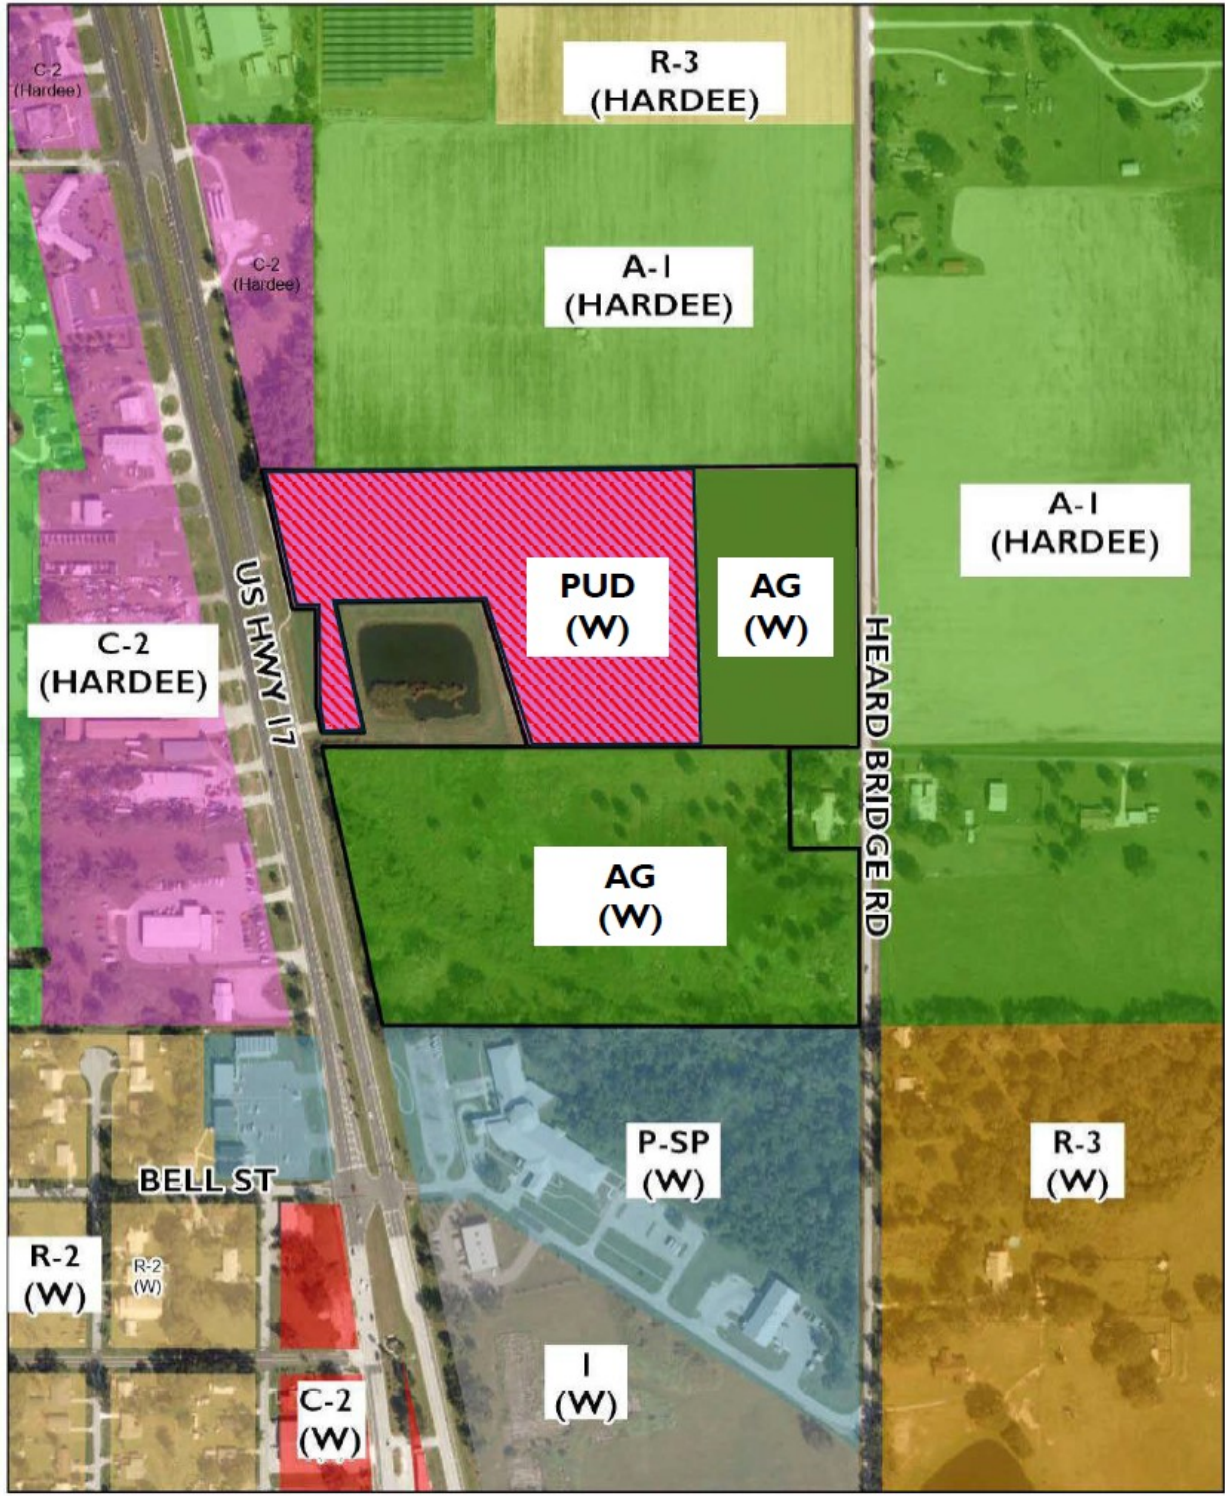 C-2
(Hardee)
R-3
(HARDEE)
C-2
(Hardee)
A-1
(HARDEE)
A-1
(HARDEE)
US HWY 17
PUD
(W)
AG
(W)
C-2
(HARDEE)
HEARD BRIDGE RD
AG
(W)
P-SP
(W)
R-3
(W)
BELL ST
R-2
(W)
R-2
(W)
I
(W)
C-2
(W)